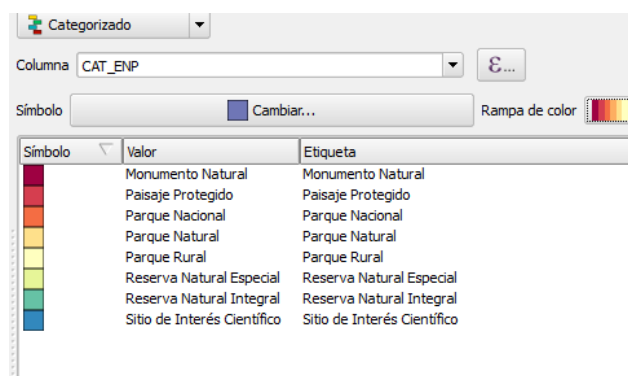 Categorizado
Columna CAT_ENP ε...
Símbolo Cambiar... Rampa de color
Símbolo Valor Etiqueta
Monumento Natural Monumento Natural
Paisaje Protegido Paisaje Protegido
Parque Nacional Parque Nacional
Parque Natural Parque Natural
Parque Rural Parque Rural
Reserva Natural Especial Reserva Natural Especial
Reserva Natural Integral Reserva Natural Integral
Sitio de Interés Científico Sitio de Interés Científico